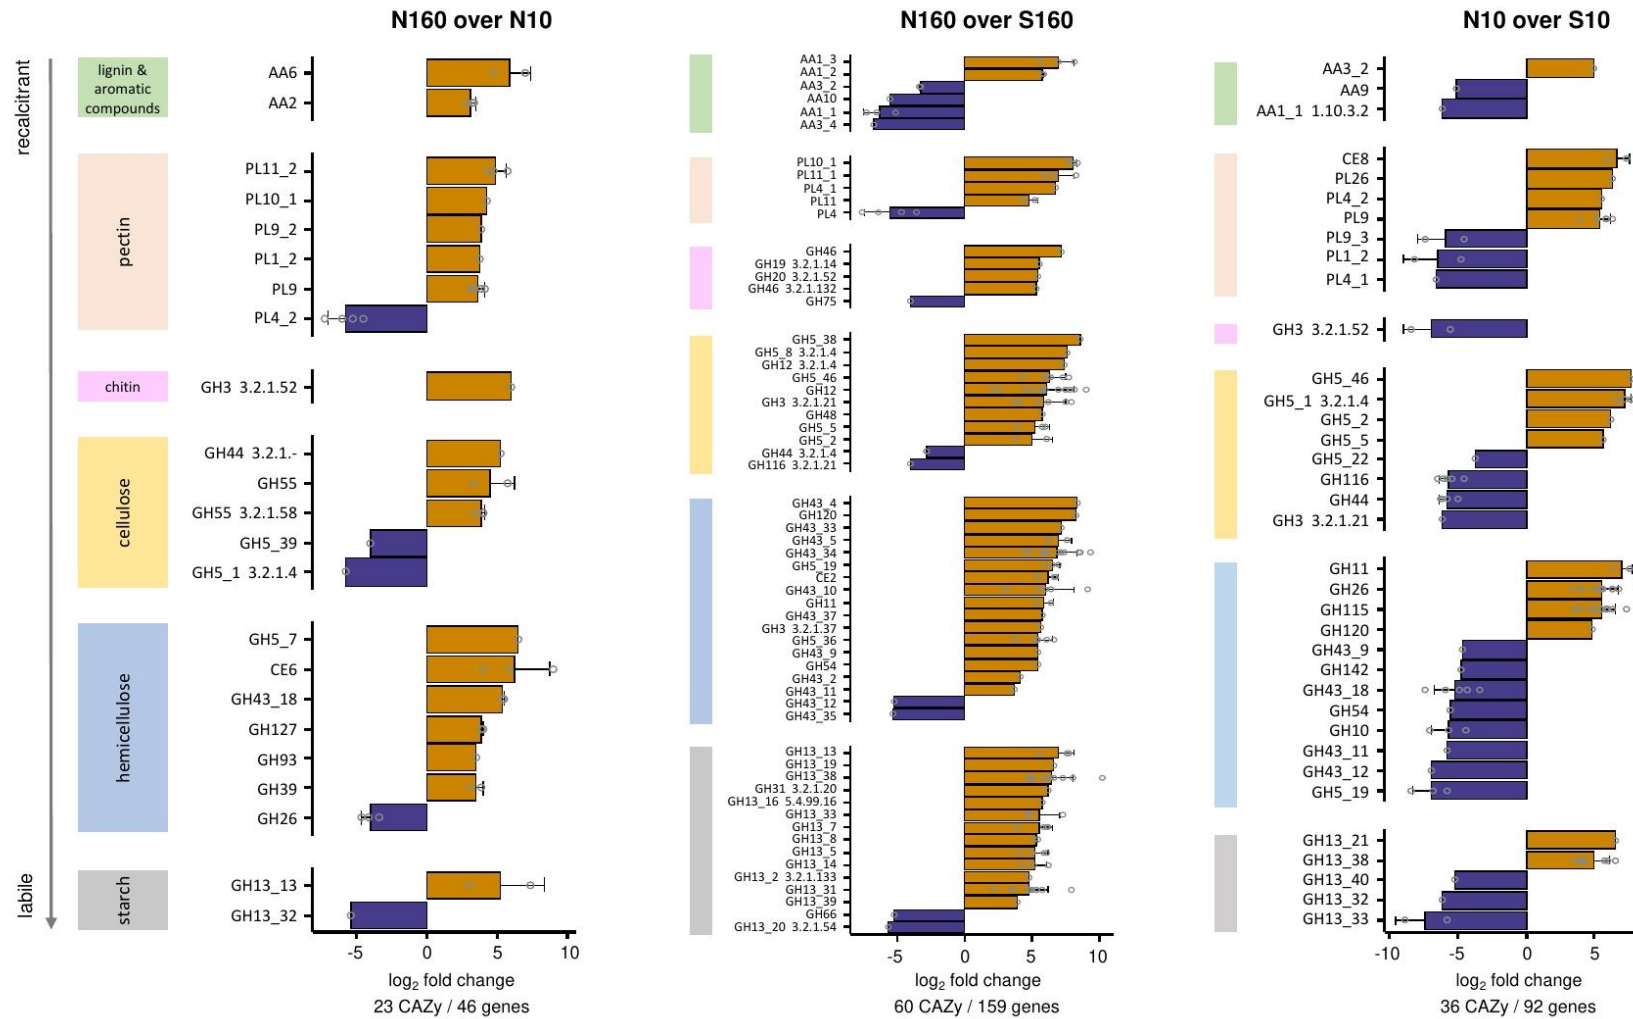 N160 over N10
N160 over S160
N10 over S10
recalcitrant
labile
lignin &
aromatic
compounds
AA6
AA2
pectin
PL11_2
PL10_1
PL9_2
PL1_2
PL9
PL4_2
chitin
GH3 3.2.1.52
cellulose
GH44 3.2.1.-
GH55
GH55 3.2.1.58
GH5_39
GH5_1 3.2.1.4
hemicellulose
GH5_7
CE6
GH43_18
GH127
GH93
GH39
GH26
starch
GH13_13
GH13_32
-5 0 5 10
log2 fold change
23 CAZy / 46 genes
AA1_3
AA1_2
AA3_2
AA10
AA1_1
AA3_4
PL10_1
PL11_1
PL4_1
PL11
PL4
GH46
GH19 3.2.1.14
GH20 3.2.1.52
GH46 3.2.1.132
GH75
GH5_38
GH5_8 3.2.1.4
GH12 3.2.1.4
GH5_46
GH12
GH3 3.2.1.21
GH48
GH5_5
GH5_2
GH44 3.2.1.4
GH116 3.2.1.21
GH43_4
GH120
GH43_33
GH43_5
GH43_34
GH5_19
CE2
GH43_10
GH11
GH43_37
GH3 3.2.1.37
GH5_36
GH43_9
GH54
GH43_2
GH43_11
GH43_12
GH43_35
GH13_13
GH13_19
GH13_38
GH31 3.2.1.20
GH13_16 5.4.99.16
GH13_33
GH13_7
GH13_8
GH13_5
GH13_14
GH13_2 3.2.1.133
GH13_31
GH13_39
GH66
GH13_20 3.2.1.54
-5 0 5 10
log2 fold change
60 CAZy / 159 genes
AA3_2
AA9
AA1_1 1.10.3.2
CE8
PL26
PL4_2
PL9
PL9_3
PL1_2
PL4_1
GH3 3.2.1.52
GH5_46
GH5_1 3.2.1.4
GH5_2
GH5_5
GH5_22
GH116
GH44
GH3 3.2.1.21
GH11
GH26
GH115
GH120
GH43_9
GH142
GH43_18
GH54
GH10
GH43_11
GH43_12
GH5_19
GH13_21
GH13_38
GH13_40
GH13_32
GH13_33
-10 -5 0 5
log2 fold change
36 CAZy / 92 genes